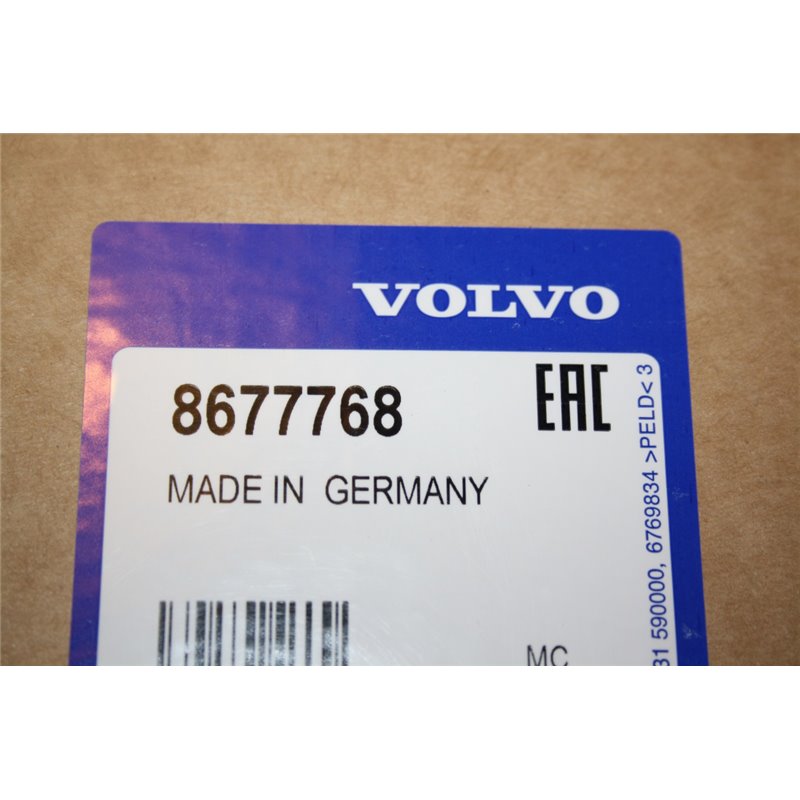 VOLVO
8677768
EAC
MADE IN GERMANY
MC
31 590000, 6769834 >PELD< 3